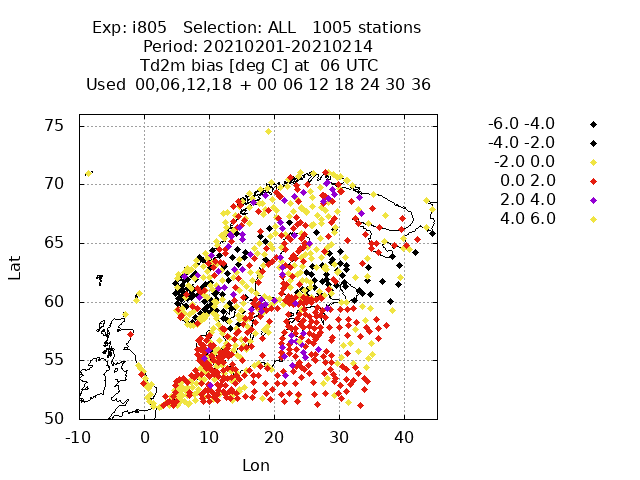 Exp: i805   Selection: ALL   1005 stations
Period: 20210201-20210214
Td2m bias [deg C] at  06 UTC
Used  00,06,12,18 + 00 06 12 18 24 30 36
-6.0 -4.0
-4.0 -2.0
-2.0 0.0
0.0 2.0
2.0 4.0
4.0 6.0
75
70
65
60
55
50
Lat
-10 0 10 20 30 40
Lon